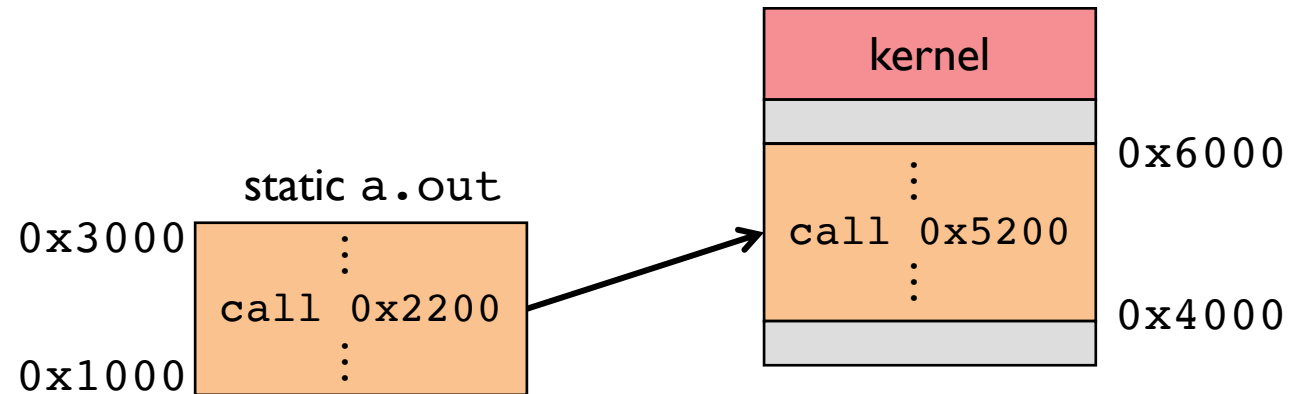 kernel
0x6000
static a.out
0x3000
⋮
call 0x2200
⋮
0x1000
⋮
call 0x5200
⋮
0x4000